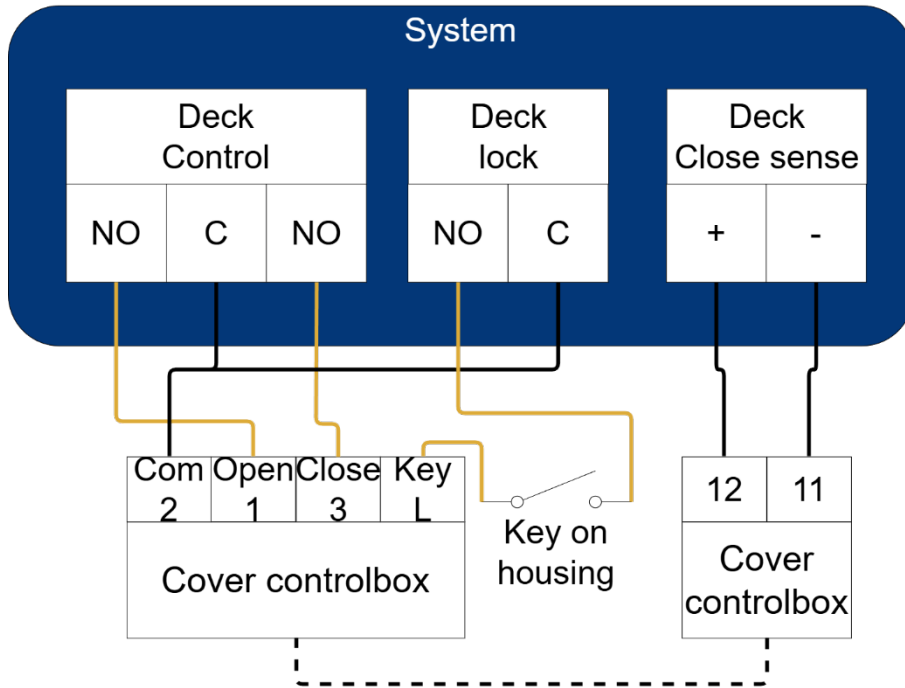 System
Deck
Control
Deck
lock
Deck
Close sense
NO
C
NO
NO
C
+
-
Com
2
Open
1
Close
3
Key
L
Cover controlbox
Key on
housing
12
11
Cover
controlbox